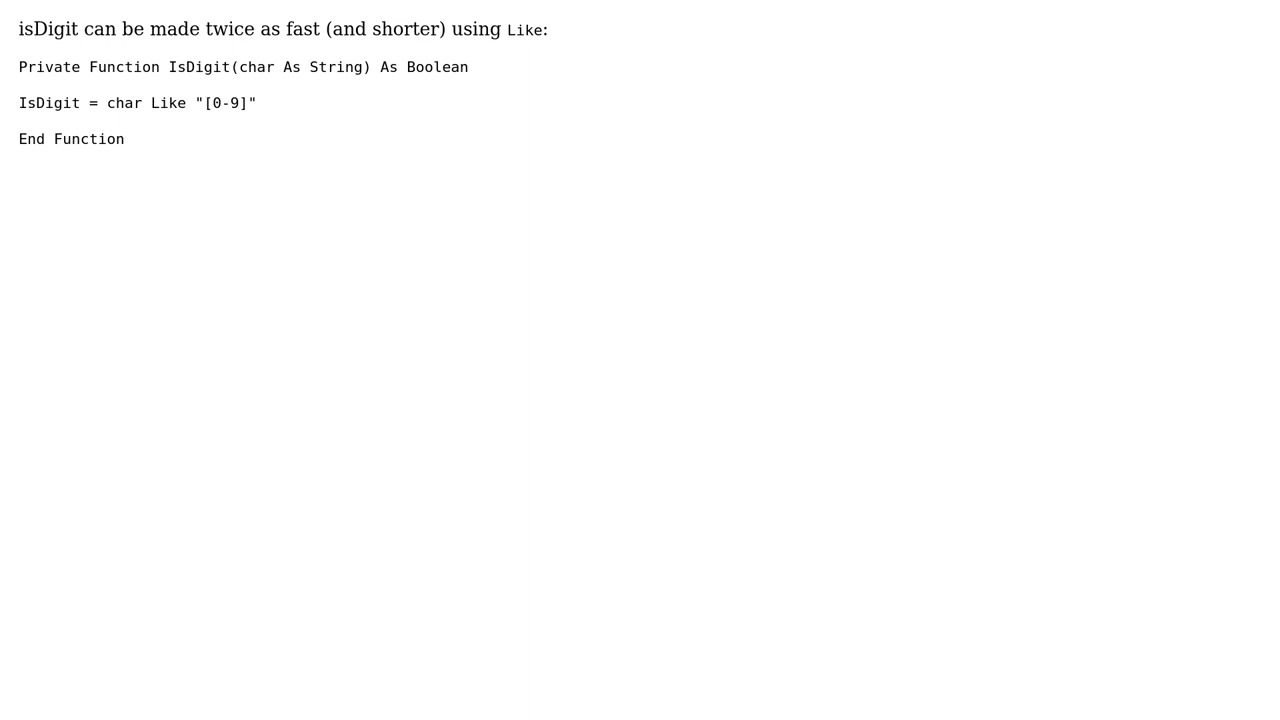 isDigit can be made twice as fast (and shorter) using Like:
Private Function IsDigit(char As String) As Boolean
IsDigit = char Like "[0-9]"
End Function